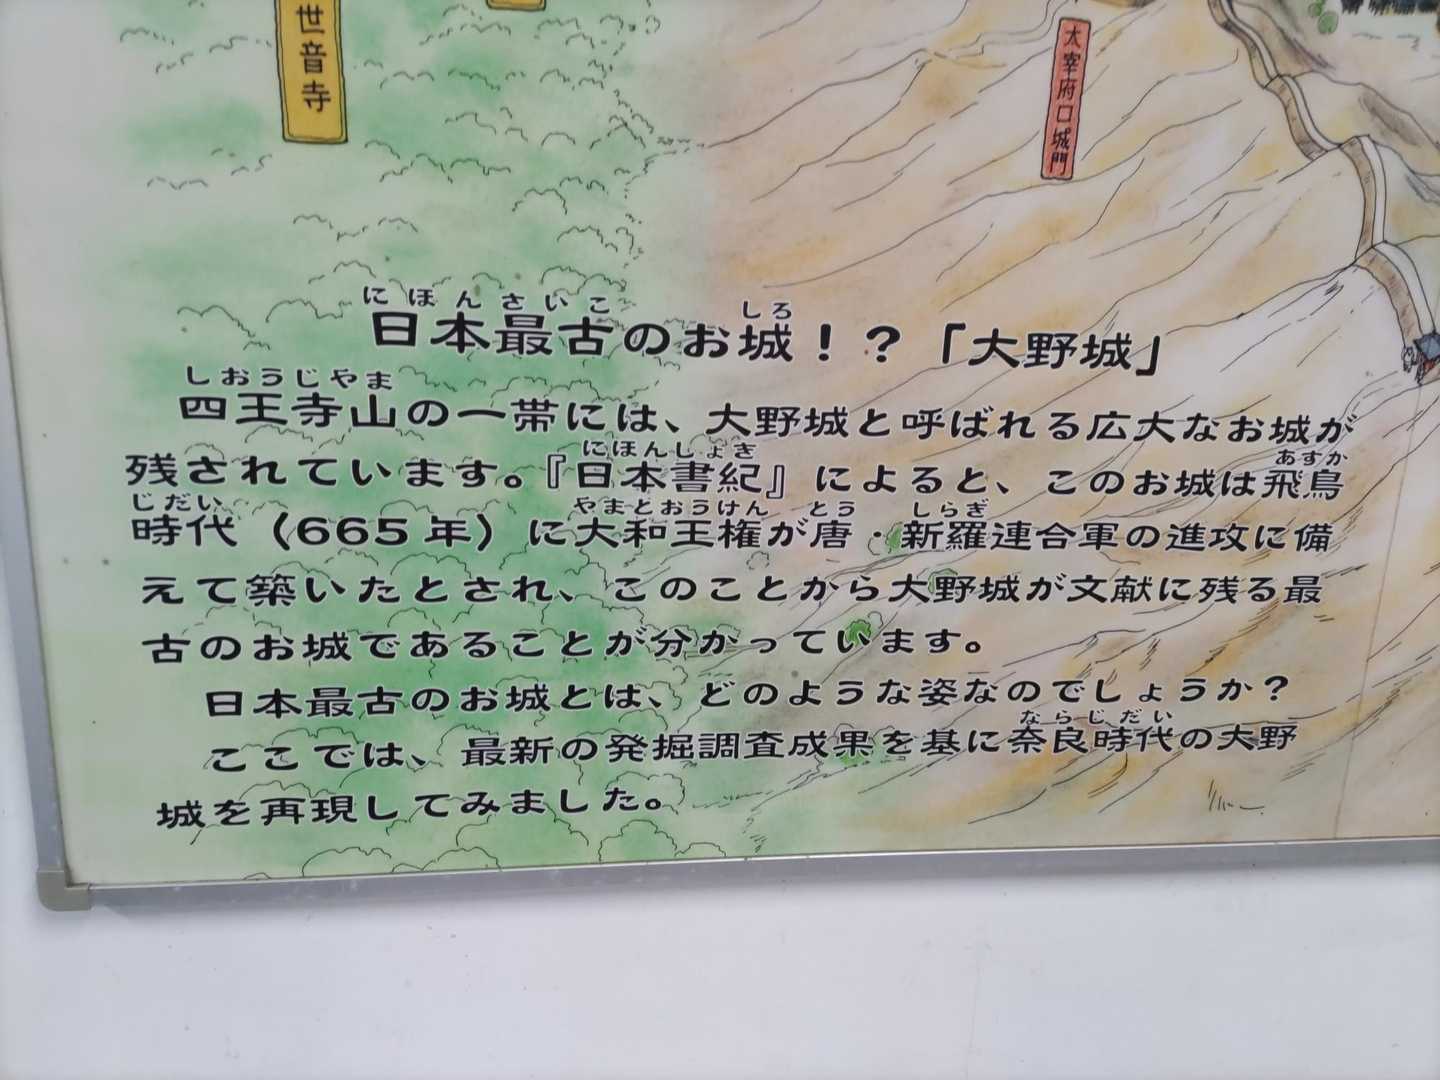 世音寺
太宰府口城門
にほんさいこ しろ
日本最古のお城！？「大野城」
しおうじやま
四王寺山の一帯には、大野城と呼ばれる広大なお城が
にほんしょき あすか
残されています。『日本書紀』によると、このお城は飛鳥
じだい やまとおうけん とう しらぎ
時代（665年）に大和王権が唐・新羅連合軍の進攻に備
えて築いたとされ、このことから大野城が文献に残る最
古のお城であることが分かっています。
日本最古のお城とは、どのような姿なのでしょうか？
ならじだい
ここでは、最新の発掘調査成果を基に奈良時代の大野
城を再現してみました。